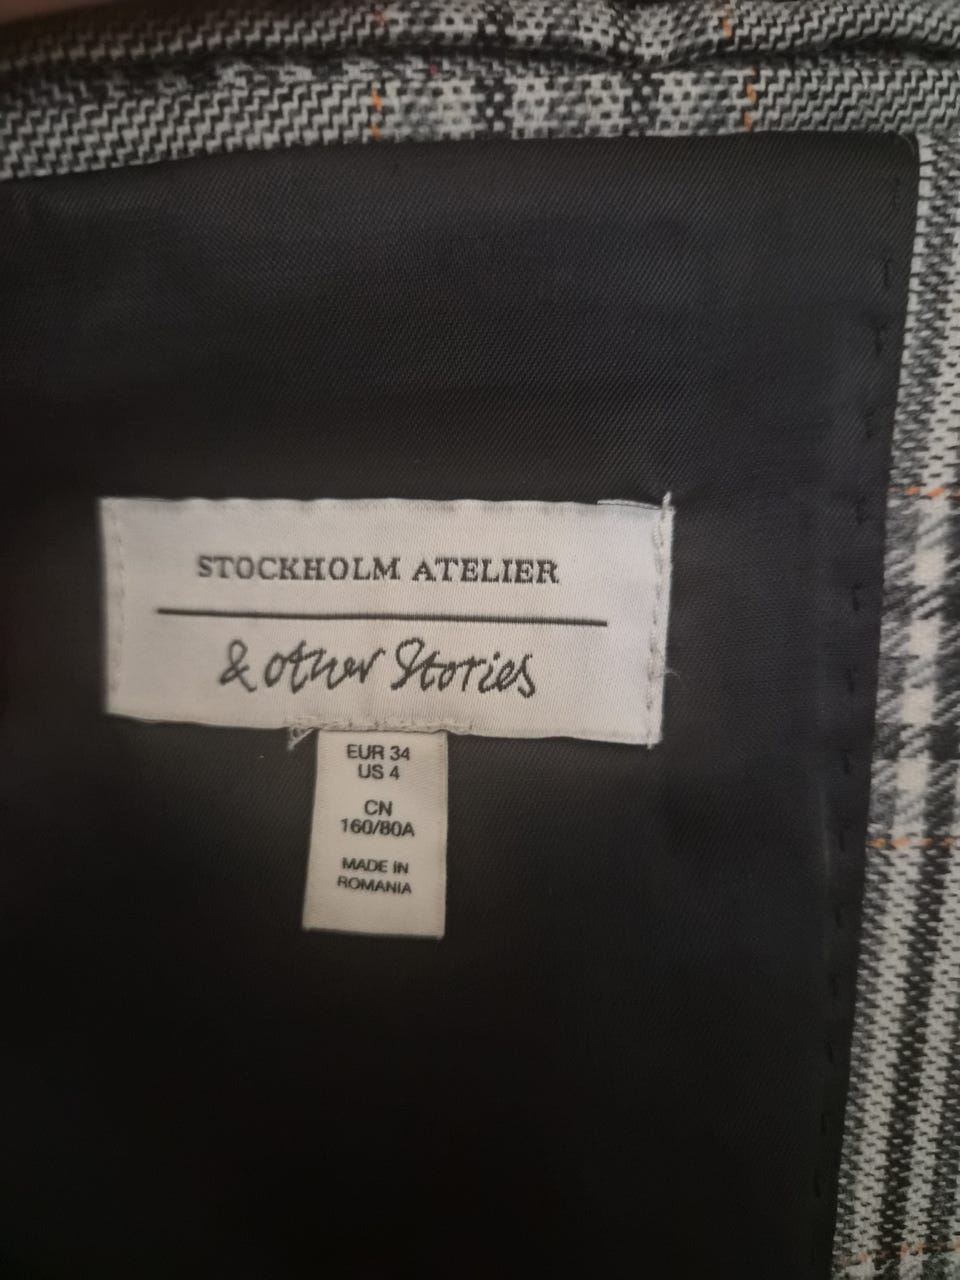 STOCKHOLM ATELIER
& other Stories
EUR 34
US 4
CN
160/80A
MADE IN
ROMANIA